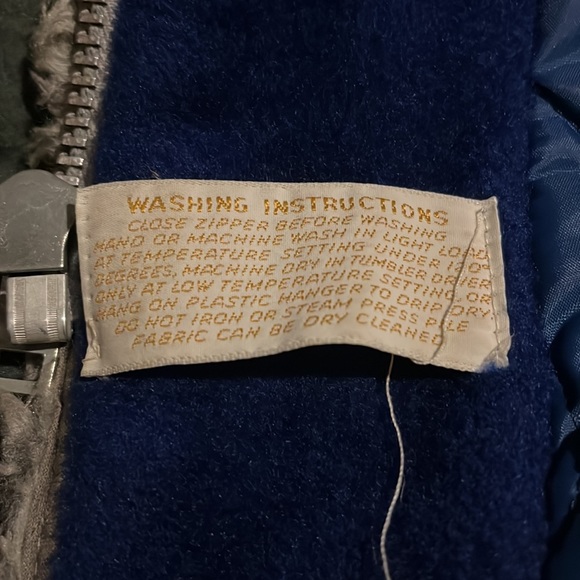 WASHING INSTRUCTIONS
CLOSE ZIPPER BEFORE WASHING
HAND OR MACHINE WASH IN LIGHT LOAD
AT TEMPERATURE SETTING UNDER
DEGREES, MACHINE DRY IN TUMBLER DRYER
ONLY AT LOW TEMPERATURE SETTING OR
HANG ON PLASTIC HANGER TO DRIP DRY
DO NOT IRON OR STEAM PRESS PILE
FABRIC CAN BE DRY CLEANED